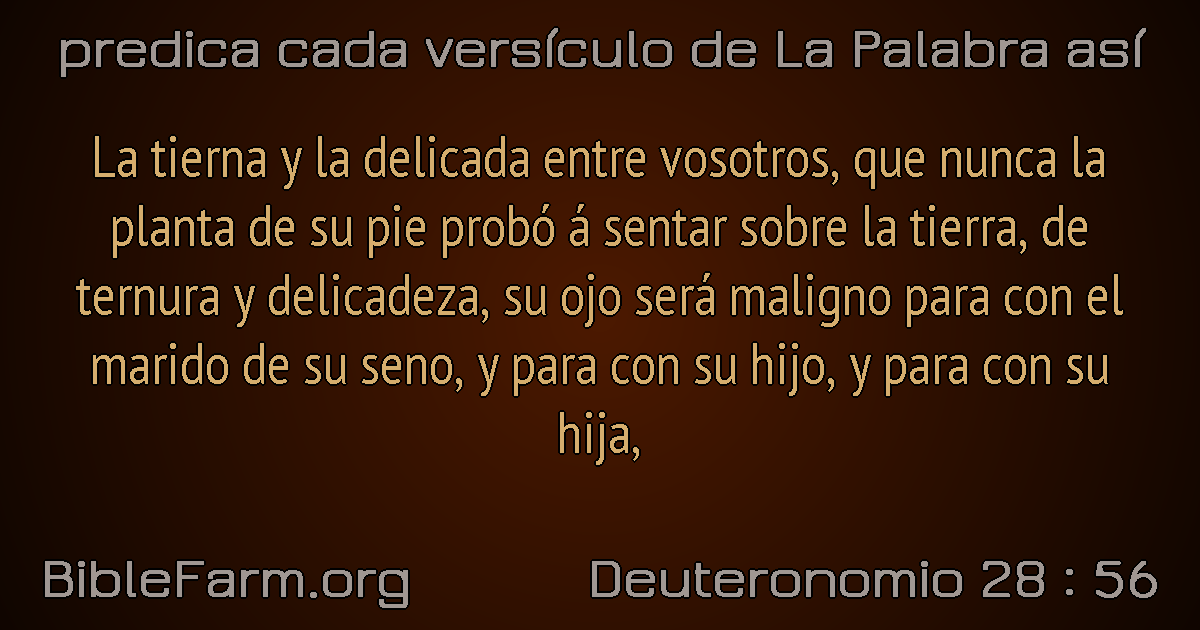 predica cada versículo de La Palabra así
La tierna y la delicada entre vosotros, que nunca la
planta de su pie probó á sentar sobre la tierra, de
ternura y delicadeza, su ojo será maligno para con el
marido de su seno, y para con su hijo, y para con su
hija,
BibleFarm.org
Deuteronomio 28 : 56